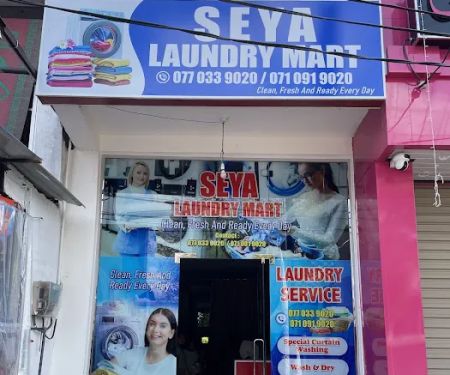 SEYA
LAUNDRY MART
077 033 9020 / 071 091 9020
Clean, Fresh And Ready Every Day
SEYA
LAUNDRY MART
Clean, Fresh And Ready Every Day
Contact :
077 033 9020 / 071 091 9020
Clean, Fresh And
Ready Every Day
LAUNDRY
SERVICE
077 033 9020
071 091 9020
Special Curtain
Washing
Wash & Dry